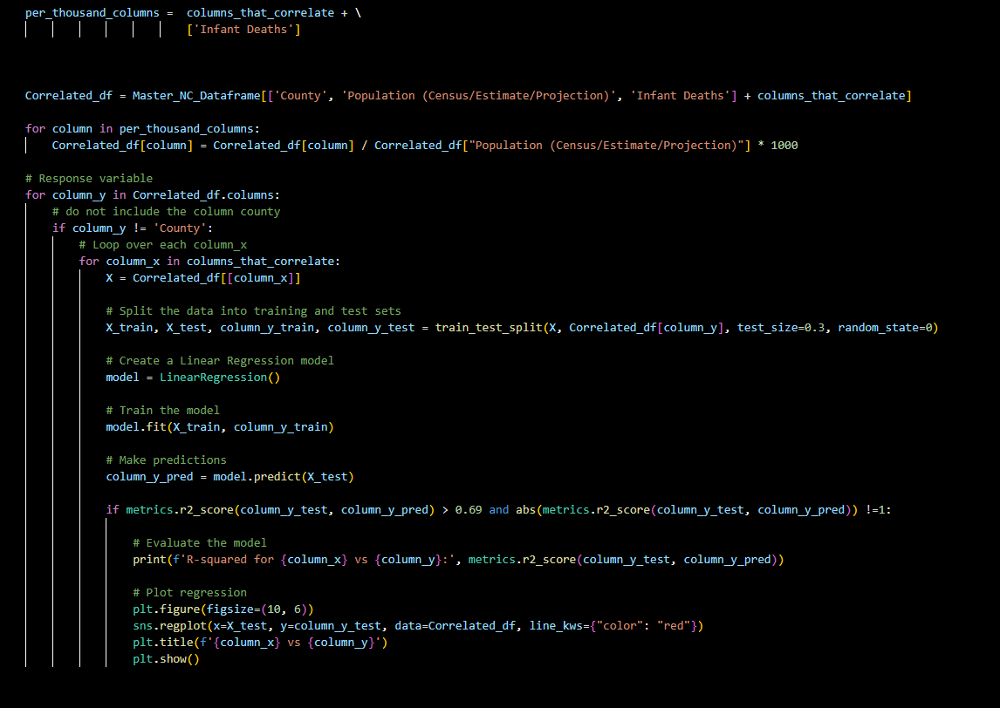 per_thousand_columns =  columns_that_correlate + \
                        ['Infant Deaths']
Correlated_df = Master_NC_Dataframe[['County', 'Population (Census/Estimate/Projection)', 'Infant Deaths'] + columns_that_correlate]
for column in per_thousand_columns:
    Correlated_df[column] = Correlated_df[column] / Correlated_df["Population (Census/Estimate/Projection)"] * 1000
# Response variable
for column_y in Correlated_df.columns:
    # do not include the column county
    if column_y != 'County':
        # Loop over each column_x
        for column_x in columns_that_correlate:
            X = Correlated_df[[column_x]]
            # Split the data into training and test sets
            X_train, X_test, column_y_train, column_y_test = train_test_split(X, Correlated_df[column_y], test_size=0.3, random_state=0)
            # Create a Linear Regression model
            model = LinearRegression()
            # Train the model
            model.fit(X_train, column_y_train)
            # Make predictions
            column_y_pred = model.predict(X_test)
            if metrics.r2_score(column_y_test, column_y_pred) > 0.69 and abs(metrics.r2_score(column_y_test, column_y_pred)) !=1:
                # Evaluate the model
                print(f'R-squared for {column_x} vs {column_y}:', metrics.r2_score(column_y_test, column_y_pred))
                # Plot regression
                plt.figure(figsize=(10, 6))
                sns.regplot(x=X_test, y=column_y_test, data=Correlated_df, line_kws={"color": "red"})
                plt.title(f'{column_x} vs {column_y}')
                plt.show()